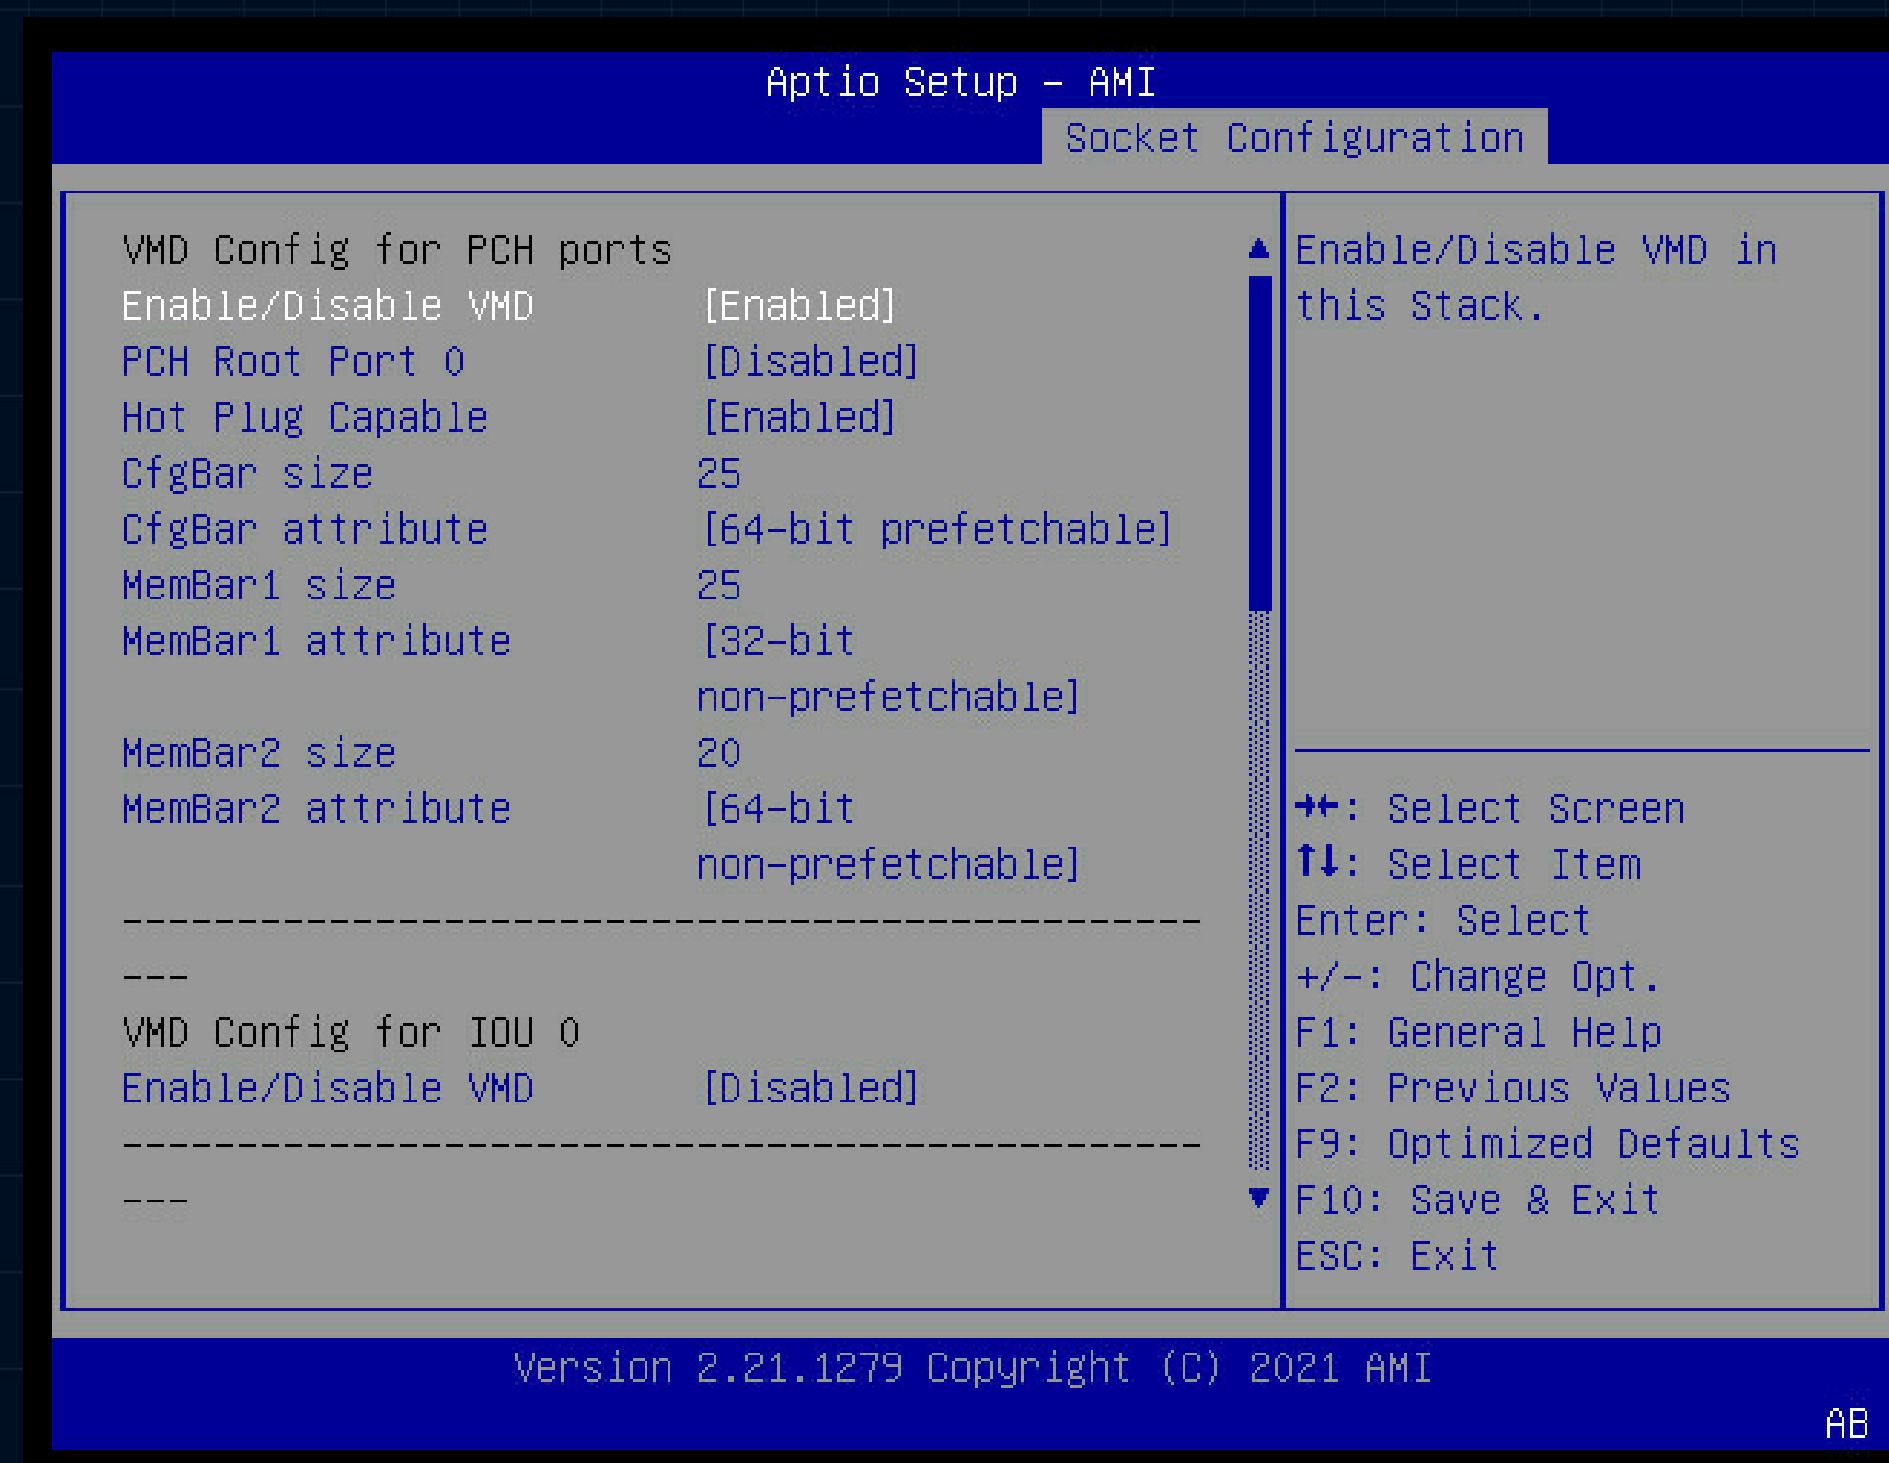 Aptio Setup – AMI
Socket Configuration
VMD Config for PCH ports
Enable/Disable VMD [Enabled]
PCH Root Port 0 [Disabled]
Hot Plug Capable [Enabled]
CfgBar size 25
CfgBar attribute [64-bit prefetchable]
MemBar1 size 25
MemBar1 attribute [32-bit
non-prefetchable]
MemBar2 size 20
MemBar2 attribute [64-bit
non-prefetchable]
-----------------------------------------------
---
VMD Config for IOU 0
Enable/Disable VMD [Disabled]
-----------------------------------------------
---
Enable/Disable VMD in
this Stack.
→←: Select Screen
↑↓: Select Item
Enter: Select
+/-: Change Opt.
F1: General Help
F2: Previous Values
F9: Optimized Defaults
F10: Save & Exit
ESC: Exit
Version 2.21.1279 Copyright (C) 2021 AMI
AB